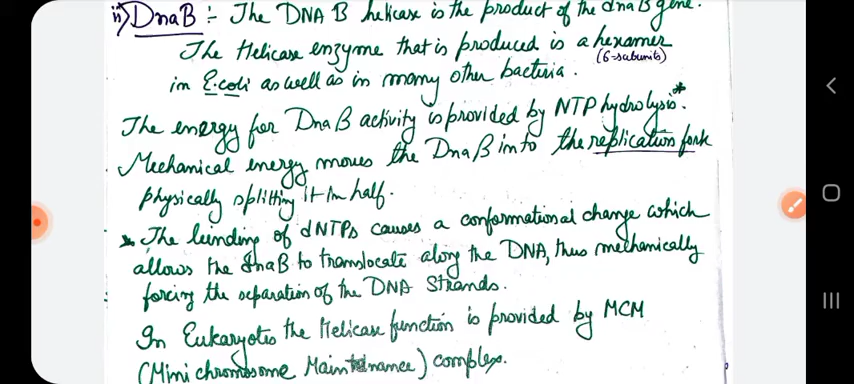 ii) DnaB :- The DNA B helicase is the product of the dnaB gene.
The Helicase enzyme that is produced is a hexamer
(6-subunits)
in E.coli as well as in many other bacteria.
The energy for DnaB activity is provided by NTP hydrolysis.*
Mechanical energy moves the DnaB into the replication fork
physically splitting it in half.
* The binding of dNTPs causes a conformational change which
allows the dnaB to translocate along the DNA, thus mechanically
forcing the separation of the DNA strands.
In Eukaryotes the Helicase function is provided by MCM
(Mini chromosome Maintenance) complex.